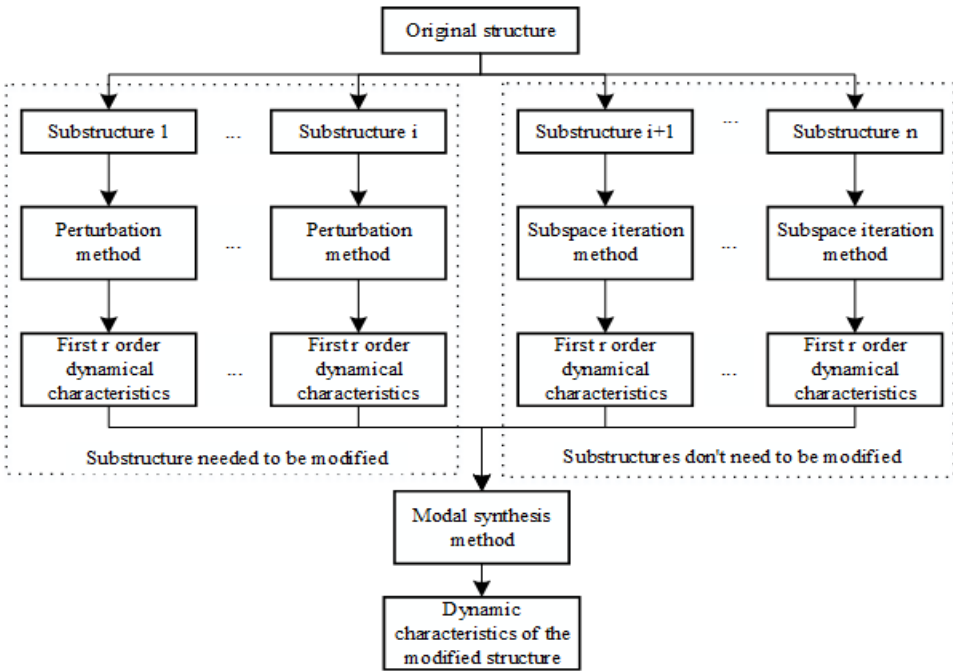 Original structure
Substructure 1
...
Substructure i
Substructure i+1
...
Substructure n
Perturbation
method
...
Perturbation
method
Subspace iteration
method
...
Subspace iteration
method
First r order
dynamical
characteristics
...
First r order
dynamical
characteristics
First r order
dynamical
characteristics
...
First r order
dynamical
characteristics
Substructure needed to be modified
Substructures don't need to be modified
Modal synthesis
method
Dynamic
characteristics of the
modified structure